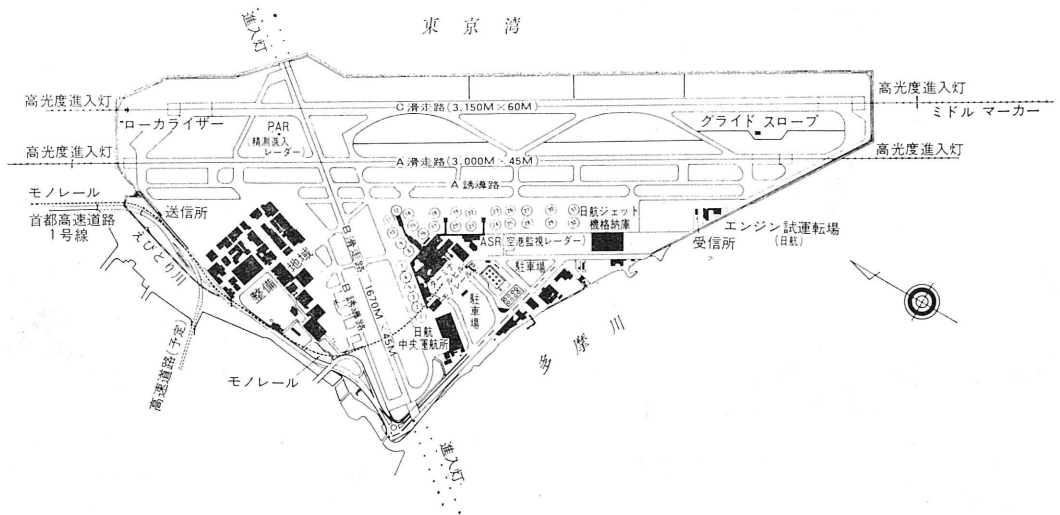 東京湾
進入灯
高光度進入灯
C滑走路(3,150M×60M)
高光度進入灯
ミドル マーカー
ローカライザー
PAR
(精測進入
レーダー)
グライド スロープ
高光度進入灯
A滑走路(3,000M×45M)
高光度進入灯
A誘導路
モノレール
首都高速道路
1号線
送信所
えびとり川
整備地域
B滑走路 1670M×45M
B誘導路
日航ジェット
機格納庫
ASR(空港監視レーダー)
駐車場
受信所
エンジン試運転場
(日航)
駐車場
日航
中央運航所
多摩川
高速道路(予定)
モノレール
進入灯